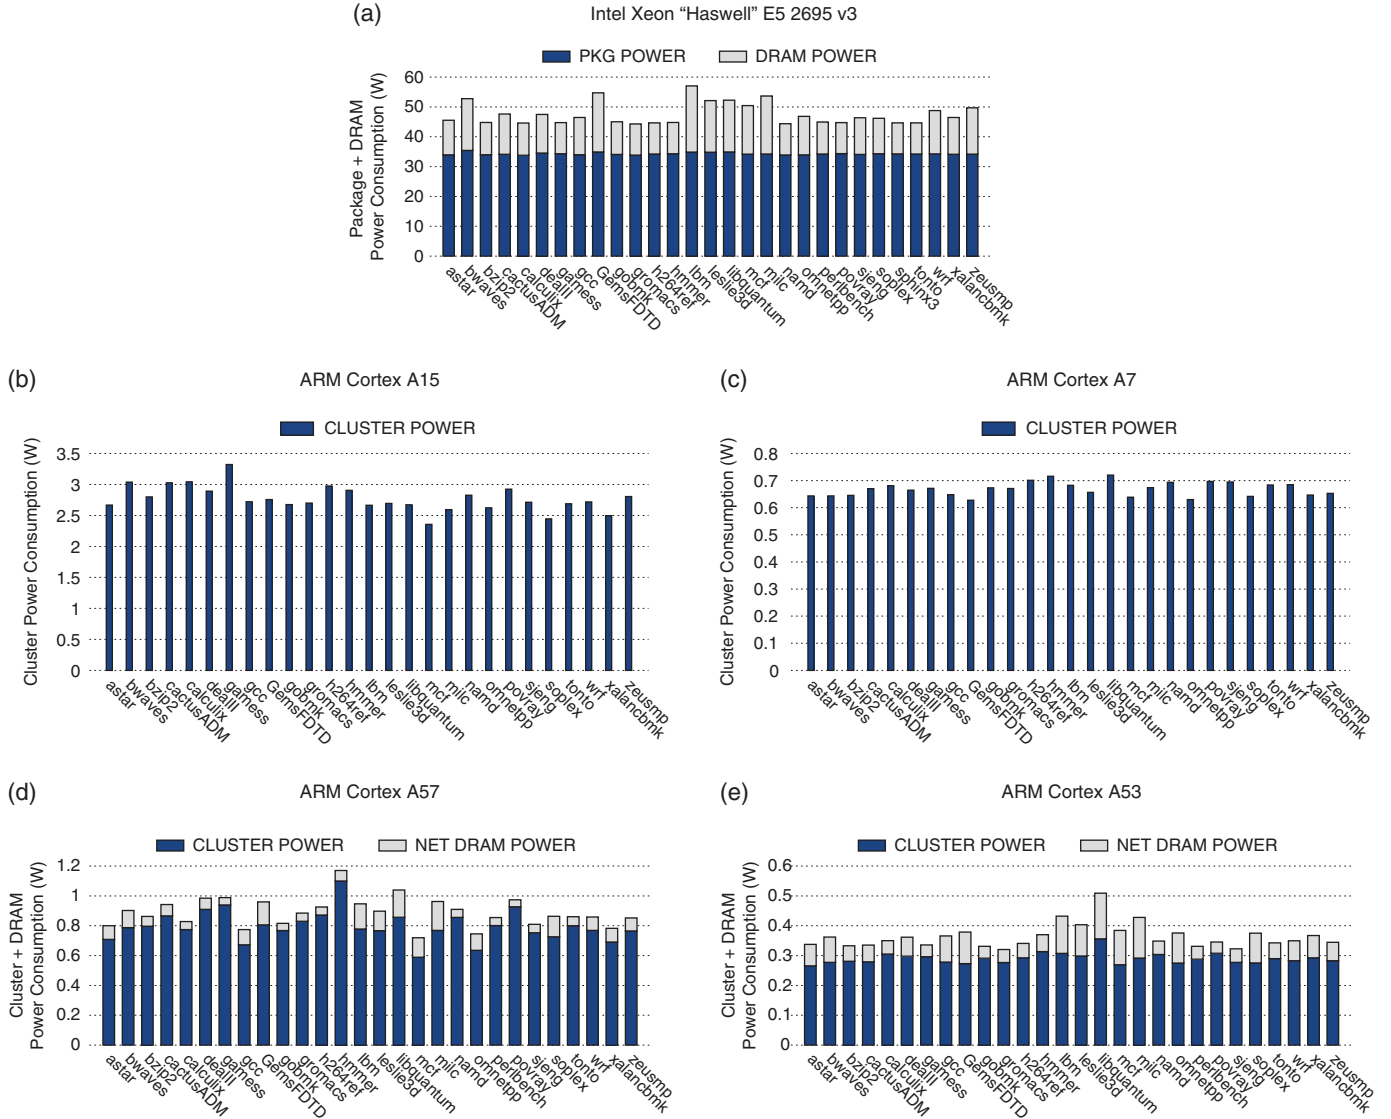 (a)
Intel Xeon “Haswell” E5 2695 v3
PKG POWER
DRAM POWER
Package + DRAM
Power Consumption (W)
60
50
40
30
20
10
0
astar
bwaves
bzip2
cactusADM
calculix
dealII
gamess
gcc
GemsFDTD
gobmk
gromacs
h264ref
hmmer
lbm
leslie3d
libquantum
mcf
milc
namd
omnetpp
perlbench
povray
sjeng
soplex
sphinx3
tonto
wrf
xalancbmk
zeusmp
(b)
ARM Cortex A15
CLUSTER POWER
Cluster Power Consumption (W)
3.5
3
2.5
2
1.5
1
0.5
0
astar
bwaves
bzip2
cactusADM
calculix
dealII
gamess
gcc
GemsFDTD
gobmk
gromacs
h264ref
hmmer
lbm
leslie3d
libquantum
mcf
milc
namd
omnetpp
povray
sjeng
soplex
tonto
wrf
xalancbmk
zeusmp
(c)
ARM Cortex A7
CLUSTER POWER
Cluster Power Consumption (W)
0.8
0.7
0.6
0.5
0.4
0.3
0.2
0.1
0
astar
bwaves
bzip2
cactusADM
calculix
dealII
gamess
gcc
GemsFDTD
gobmk
gromacs
h264ref
hmmer
lbm
leslie3d
libquantum
mcf
milc
namd
omnetpp
povray
sjeng
soplex
tonto
wrf
xalancbmk
zeusmp
(d)
ARM Cortex A57
CLUSTER POWER
NET DRAM POWER
Cluster + DRAM
Power Consumption (W)
1.2
1
0.8
0.6
0.4
0.2
0
astar
bwaves
bzip2
cactusADM
calculix
dealII
gamess
gcc
GemsFDTD
gobmk
gromacs
h264ref
hmmer
lbm
leslie3d
libquantum
mcf
milc
namd
omnetpp
perlbench
povray
sjeng
soplex
tonto
wrf
xalancbmk
zeusmp
(e)
ARM Cortex A53
CLUSTER POWER
NET DRAM POWER
Cluster + DRAM
Power Consumption (W)
0.6
0.5
0.4
0.3
0.2
0.1
0
astar
bwaves
bzip2
cactusADM
calculix
dealII
gamess
gcc
GemsFDTD
gobmk
gromacs
h264ref
hmmer
lbm
leslie3d
libquantum
mcf
milc
namd
omnetpp
perlbench
povray
sjeng
soplex
tonto
wrf
xalancbmk
zeusmp